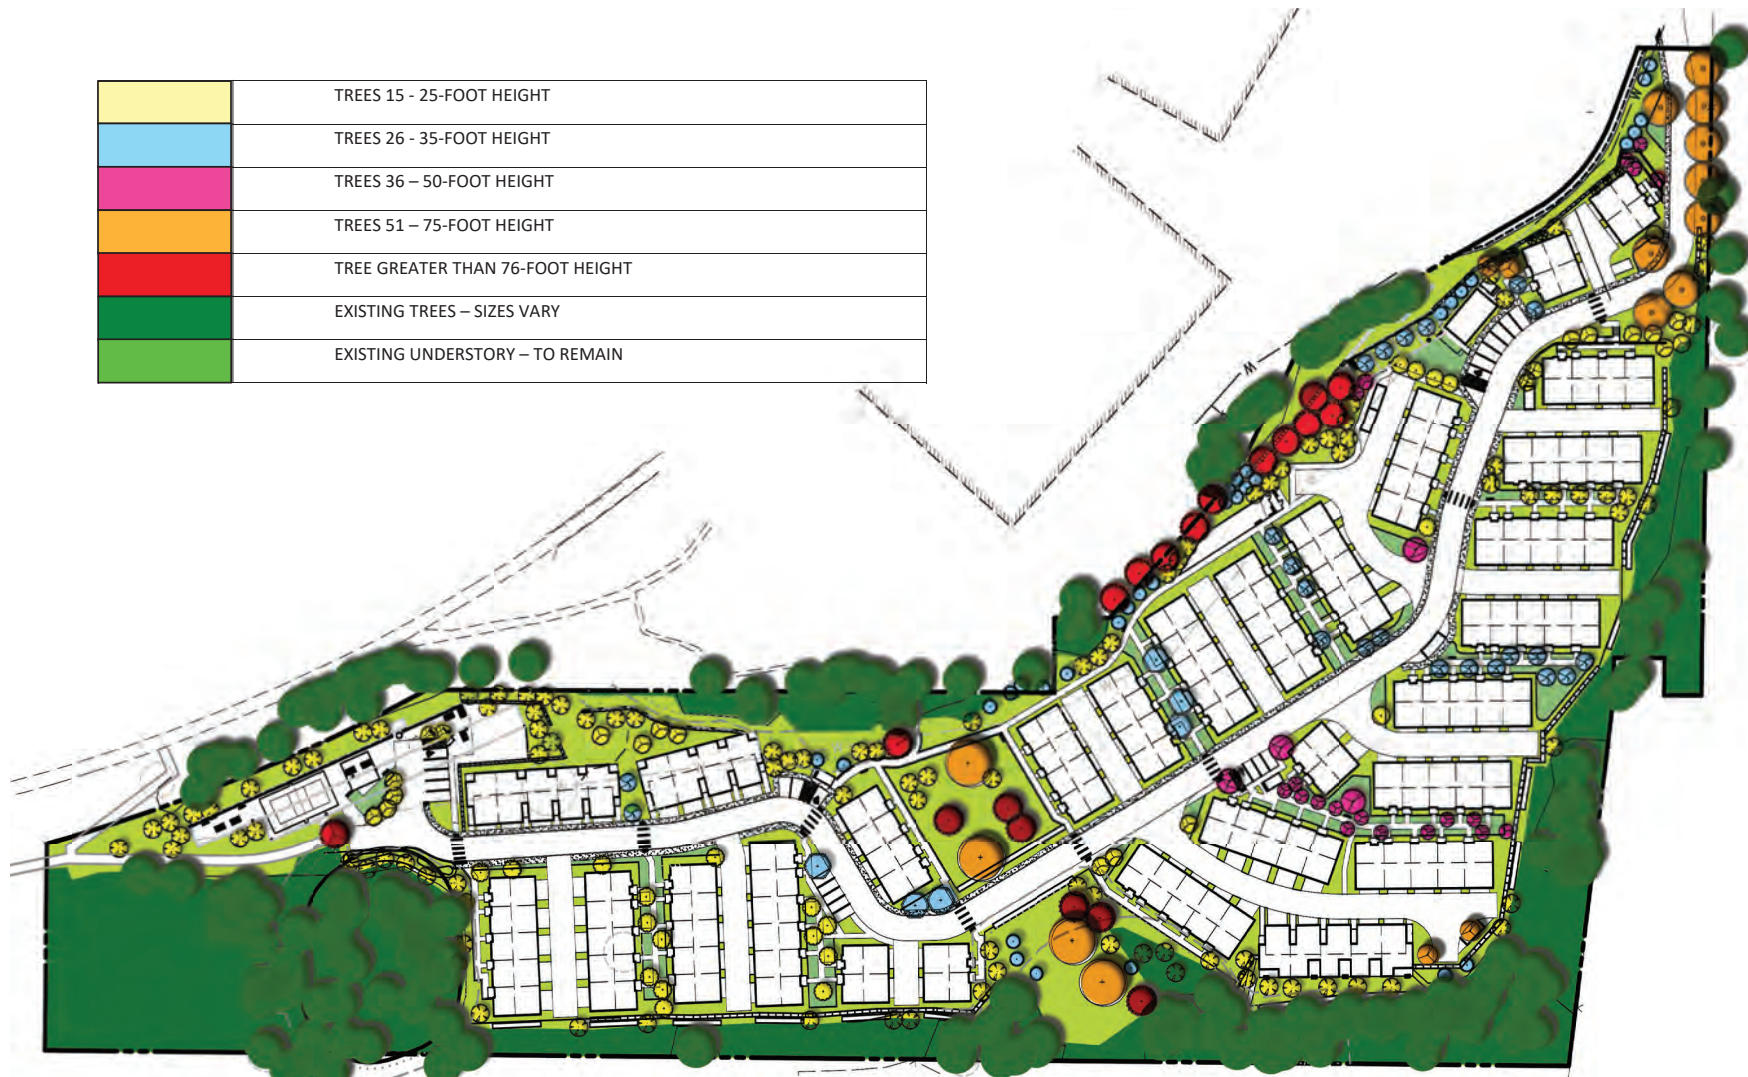 TREES 15 - 25-FOOT HEIGHT
TREES 26 - 35-FOOT HEIGHT
TREES 36 – 50-FOOT HEIGHT
TREES 51 – 75-FOOT HEIGHT
TREE GREATER THAN 76-FOOT HEIGHT
EXISTING TREES – SIZES VARY
EXISTING UNDERSTORY – TO REMAIN
W
W